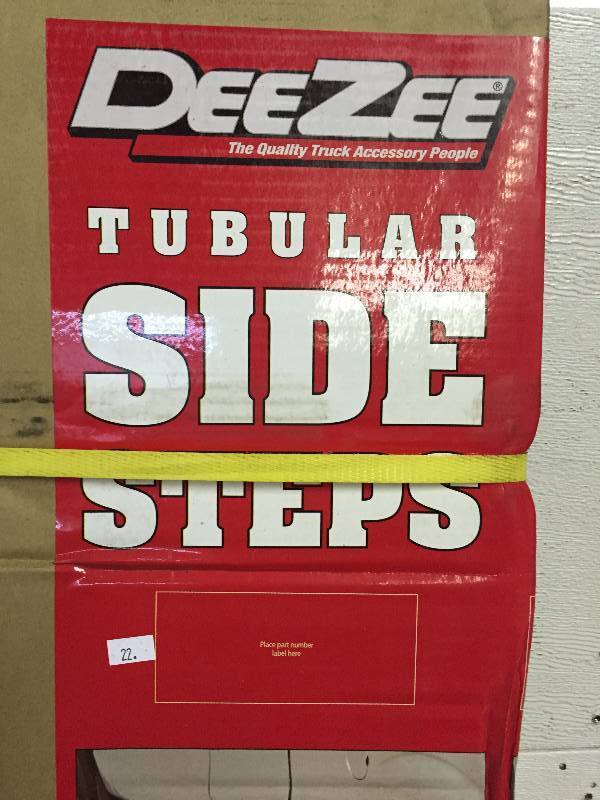 DEEZEE®
The Quality Truck Accessory People
TUBULAR
SIDE
STEPS
22.
Place part number
label here